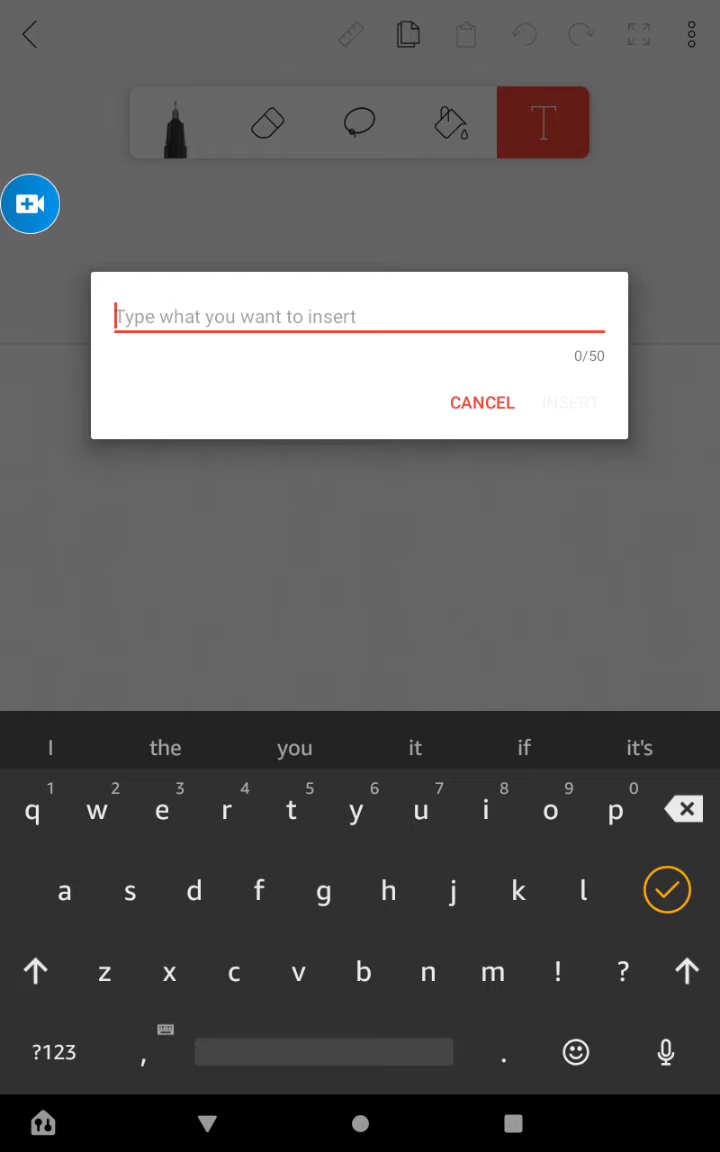 T
Type what you want to insert
0/50
CANCEL INSERT
I the you it if it's
1 2 3 4 5 6 7 8 9 0
q w e r t y u i o p
a s d f g h j k l
z x c v b n m ! ?
?123 , .